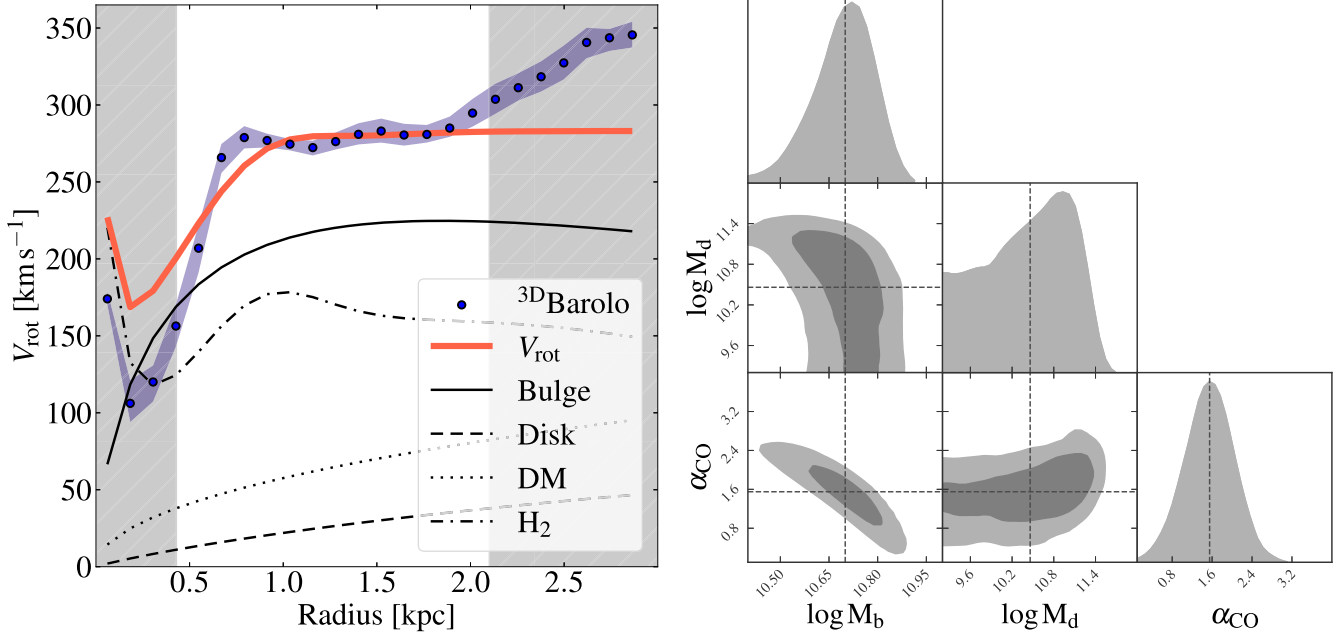 350
300
250
200
150
100
50
0
V_rot [km s⁻¹]
0.5
1.0
1.5
2.0
2.5
Radius [kpc]
³ᴰBarolo
V_rot
Bulge
Disk
DM
H₂
log M_d
11.4
10.8
10.2
9.6
α_CO
3.2
2.4
1.6
0.8
10.50
10.65
10.80
10.95
log M_b
9.6
10.2
10.8
11.4
log M_d
0.8
1.6
2.4
3.2
α_CO